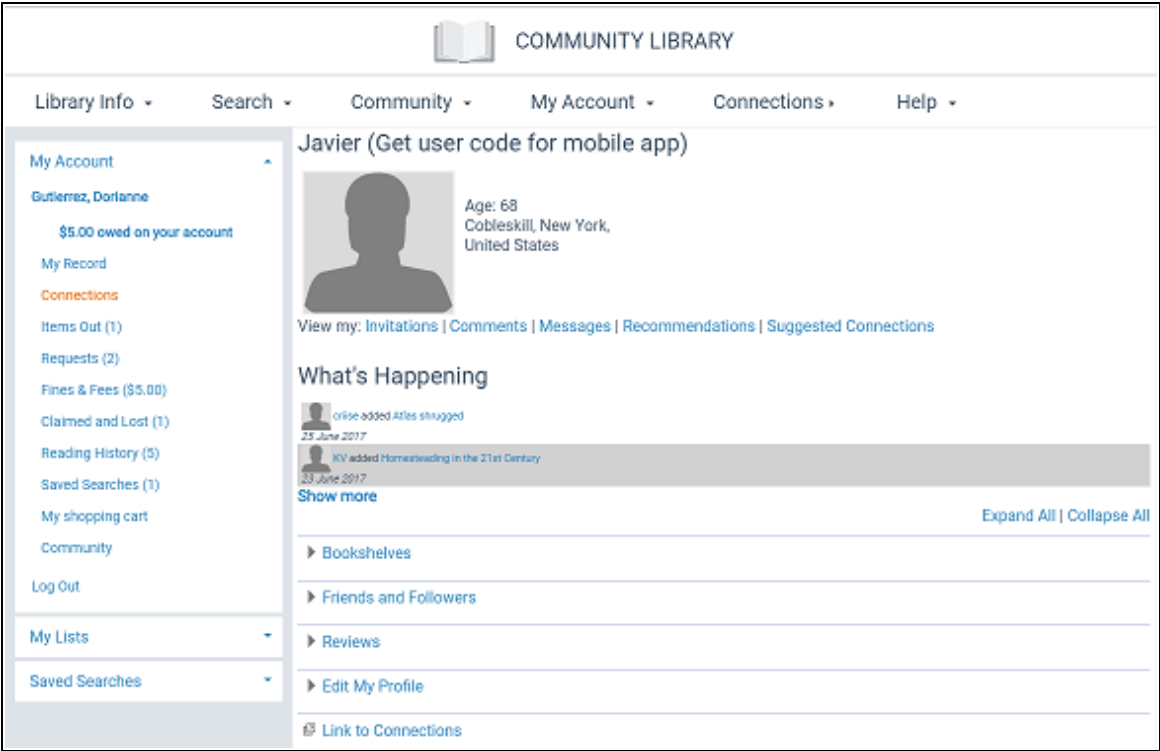 COMMUNITY LIBRARY
Library Info Search Community My Account Connections Help
My Account
Gutierrez, Dorianne
$5.00 owed on your account
My Record
Connections
Items Out (1)
Requests (2)
Fines & Fees ($5.00)
Claimed and Lost (1)
Reading History (5)
Saved Searches (1)
My shopping cart
Community
Log Out
My Lists
Saved Searches
Javier (Get user code for mobile app)
Age: 68
Cobleskill, New York,
United States
View my: Invitations | Comments | Messages | Recommendations | Suggested Connections
What's Happening
criise added Atlas shrugged
25 June 2017
KV added Homesteading in the 21st Century
23 June 2017
Show more
Expand All | Collapse All
Bookshelves
Friends and Followers
Reviews
Edit My Profile
Link to Connections